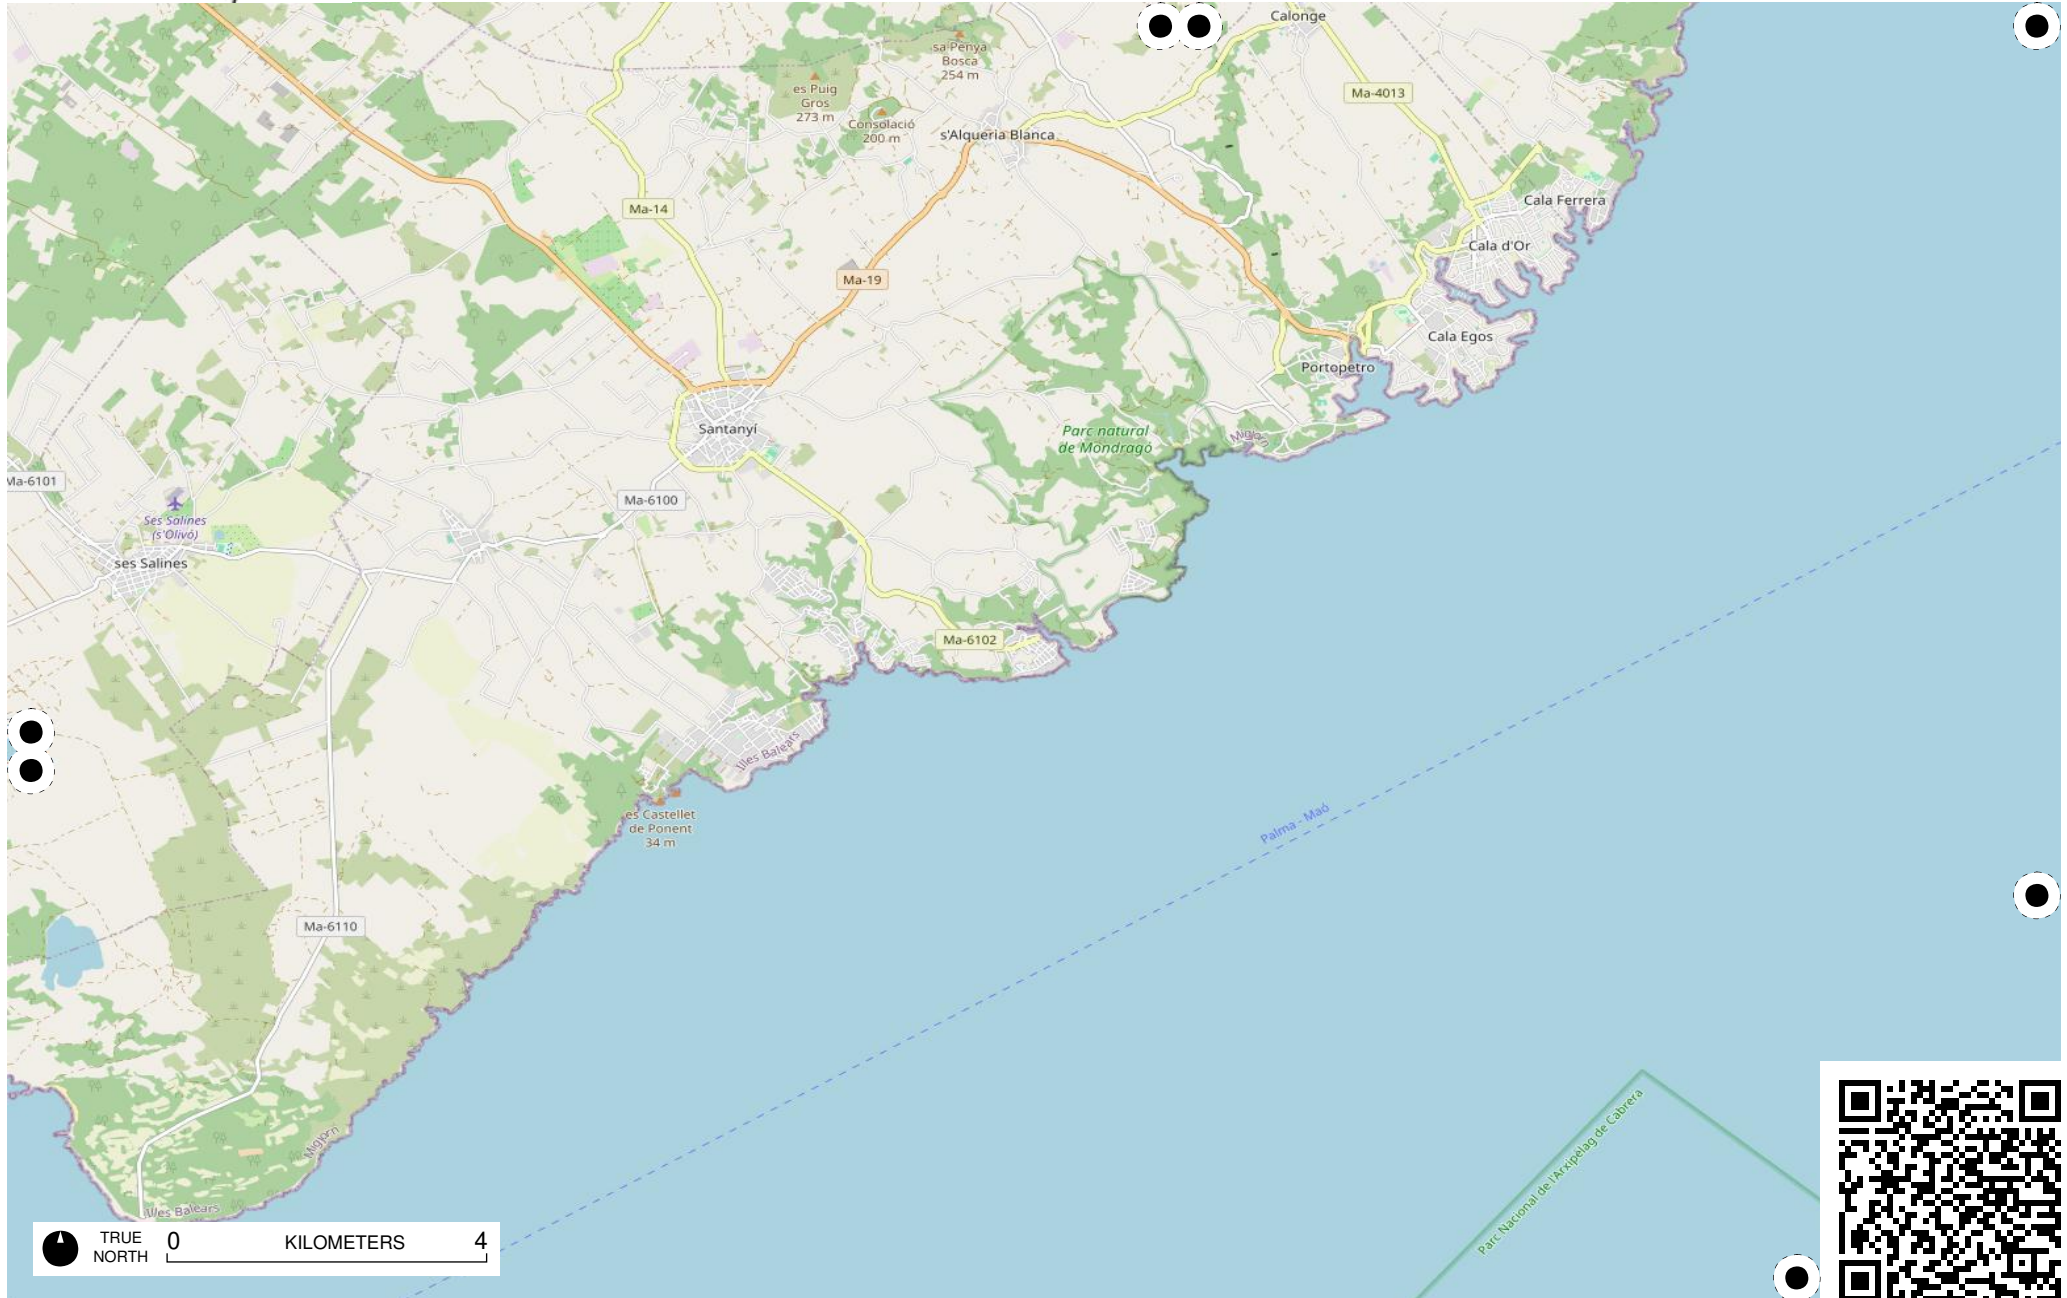 Calonge
sa Penya
Bosca
254 m
es Puig
Gros
273 m
Consolació
200 m
Ma-4013
s'Alqueria Blanca
Ma-14
Cala Ferrera
Cala d'Or
Ma-19
Cala Egos
Portopetro
Santanyí
Parc natural
de Mondragó
Migjorn
Ma-6101
Ma-6100
Ses Salines
(s'Olivó)
ses Salines
Ma-6102
Illes Balears
es Castellet
de Ponent
34 m
Palma - Maó
Ma-6110
Migjorn
Illes Balears
Parc Nacional de l'Arxipèlag de Cabrera
TRUE
NORTH
0 KILOMETERS 4